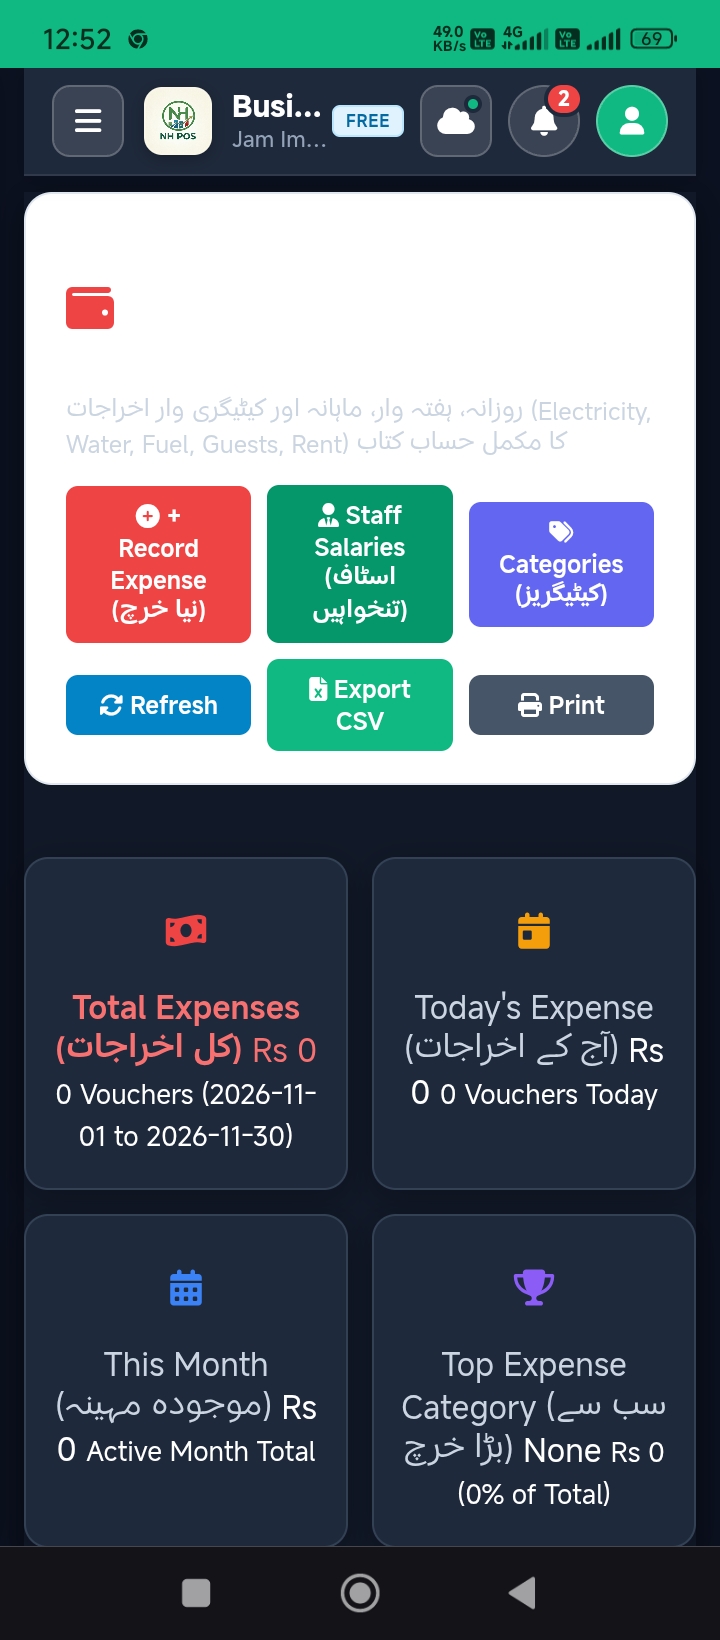 12:52
49.0 KB/s Vo LTE 4G Vo LTE 69
Busi...
Jam Im...
FREE
2
NH POS
روزانہ، ہفتہ وار، ماہانہ اور کیٹیگری وار اخراجات (Electricity,
Water, Fuel, Guests, Rent) کا مکمل حساب کتاب
+
Record
Expense
(نیا خرچ)
Staff
Salaries
(اسٹاف
تنخواہیں)
Categories
(کیٹیگریز)
Refresh
Export
CSV
Print
Total Expenses
(کل اخراجات) Rs 0
0 Vouchers (2026-11-
01 to 2026-11-30)
Today's Expense
(آج کے اخراجات) Rs
0 0 Vouchers Today
This Month
(موجودہ مہینہ) Rs
0 Active Month Total
Top Expense
Category (سب سے
بڑا خرچ) None Rs 0
(0% of Total)